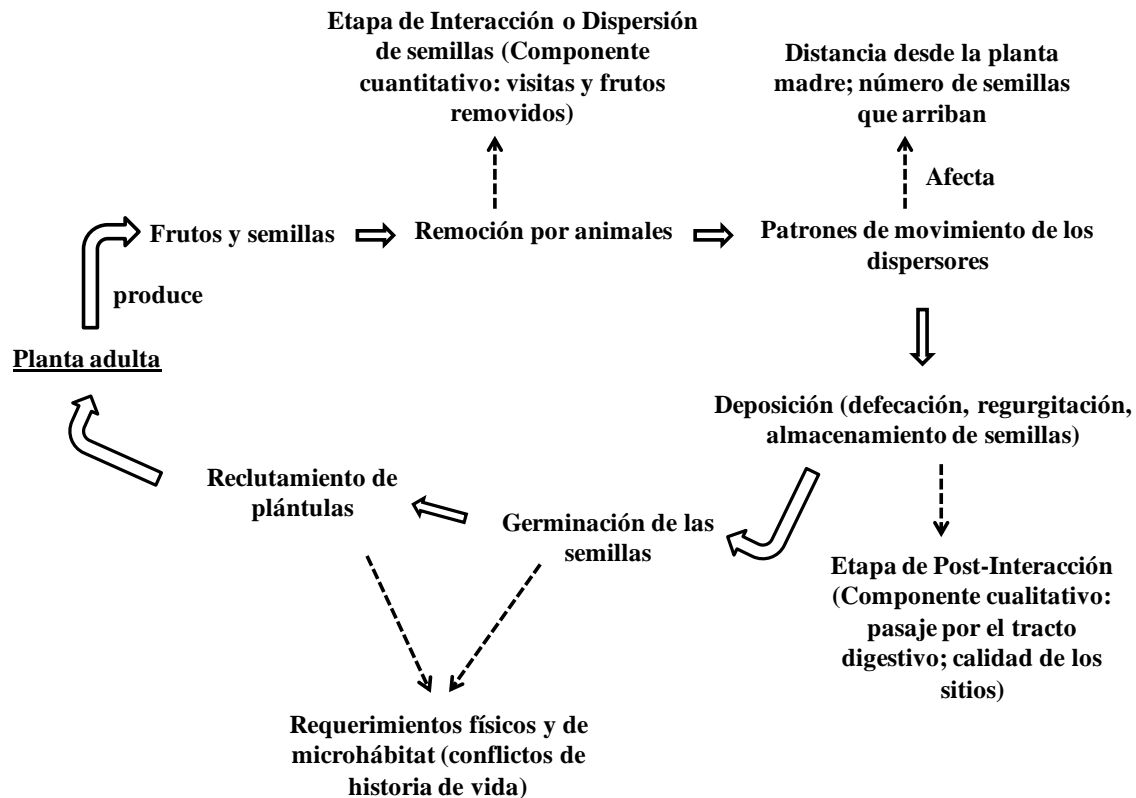 Etapa de Interacción o Dispersión
de semillas (Componente
cuantitativo: visitas y frutos
removidos)
Distancia desde la planta
madre; número de semillas
que arriban
Afecta
Frutos y semillas
Remoción por animales
Patrones de movimiento de los
dispersores
produce
Planta adulta
Deposición (defecación, regurgitación,
almacenamiento de semillas)
Reclutamiento de
plántulas
Germinación de las
semillas
Etapa de Post-Interacción
(Componente cualitativo:
pasaje por el tracto
digestivo; calidad de los
sitios)
Requerimientos físicos y de
microhábitat (conflictos de
historia de vida)